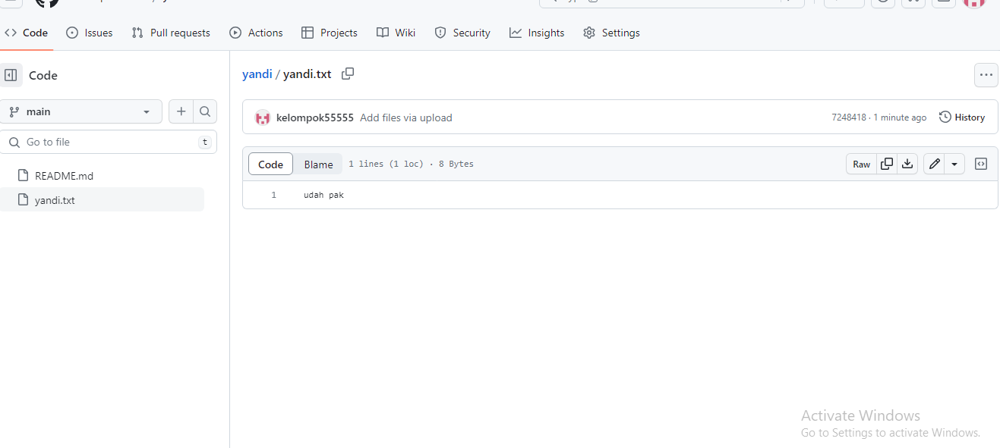 Code Issues Pull requests Actions Projects Wiki Security Insights Settings
Code
main
Go to file t
README.md
yandi.txt
yandi / yandi.txt
kelompok55555 Add files via upload 7248418 · 1 minute ago History
Code Blame 1 lines (1 loc) · 8 Bytes Raw
1 udah pak
Activate Windows
Go to Settings to activate Windows.